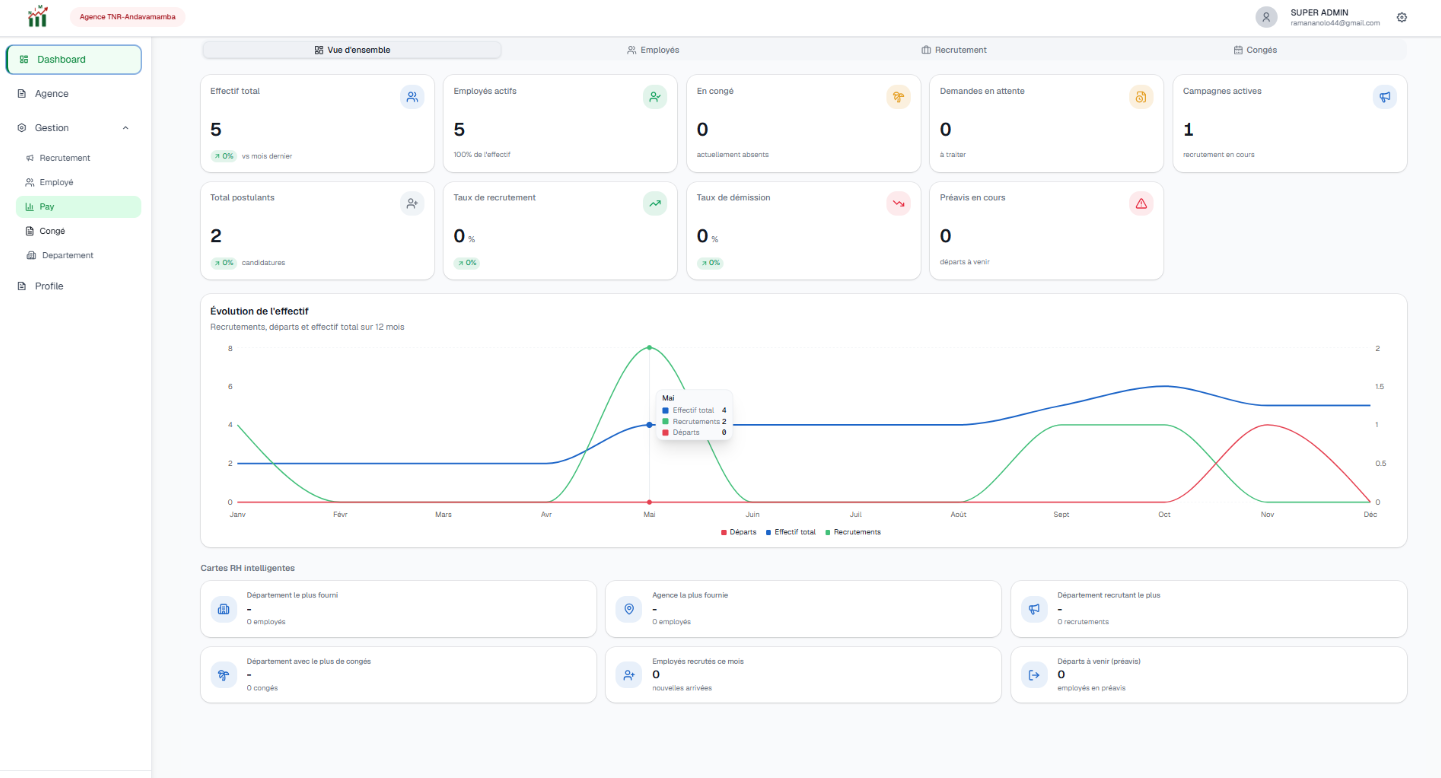 Agence TNR-Andavamamba
SUPER ADMIN
ramananolo44@gmail.com
Dashboard
Agence
Gestion
Recrutement
Employé
Pay
Congé
Departement
Profile
Vue d'ensemble
Employés
Recrutement
Congés
Effectif total
5
0% vs mois dernier
Employés actifs
5
100% de l'effectif
En congé
0
actuellement absents
Demandes en attente
0
à traiter
Campagnes actives
1
recrutement en cours
Total postulants
2
0% candidatures
Taux de recrutement
0 %
0%
Taux de démission
0 %
0%
Préavis en cours
0
départs à venir
Évolution de l'effectif
Recrutements, départs et effectif total sur 12 mois
8 2
6 1.5
4 1
2 0.5
0 0
Mai
Effectif total 4
Recrutements 2
Départs 0
Janv Févr Mars Avr Mai Juin Juil Août Sept Oct Nov Déc
Départs Effectif total Recrutements
Cartes RH intelligentes
Département le plus fourni
-
0 employés
Agence la plus fournie
-
0 employés
Département recrutant le plus
-
0 recrutements
Département avec le plus de congés
-
0 congés
Employés recrutés ce mois
0
nouvelles arrivées
Départs à venir (préavis)
0
employés en préavis